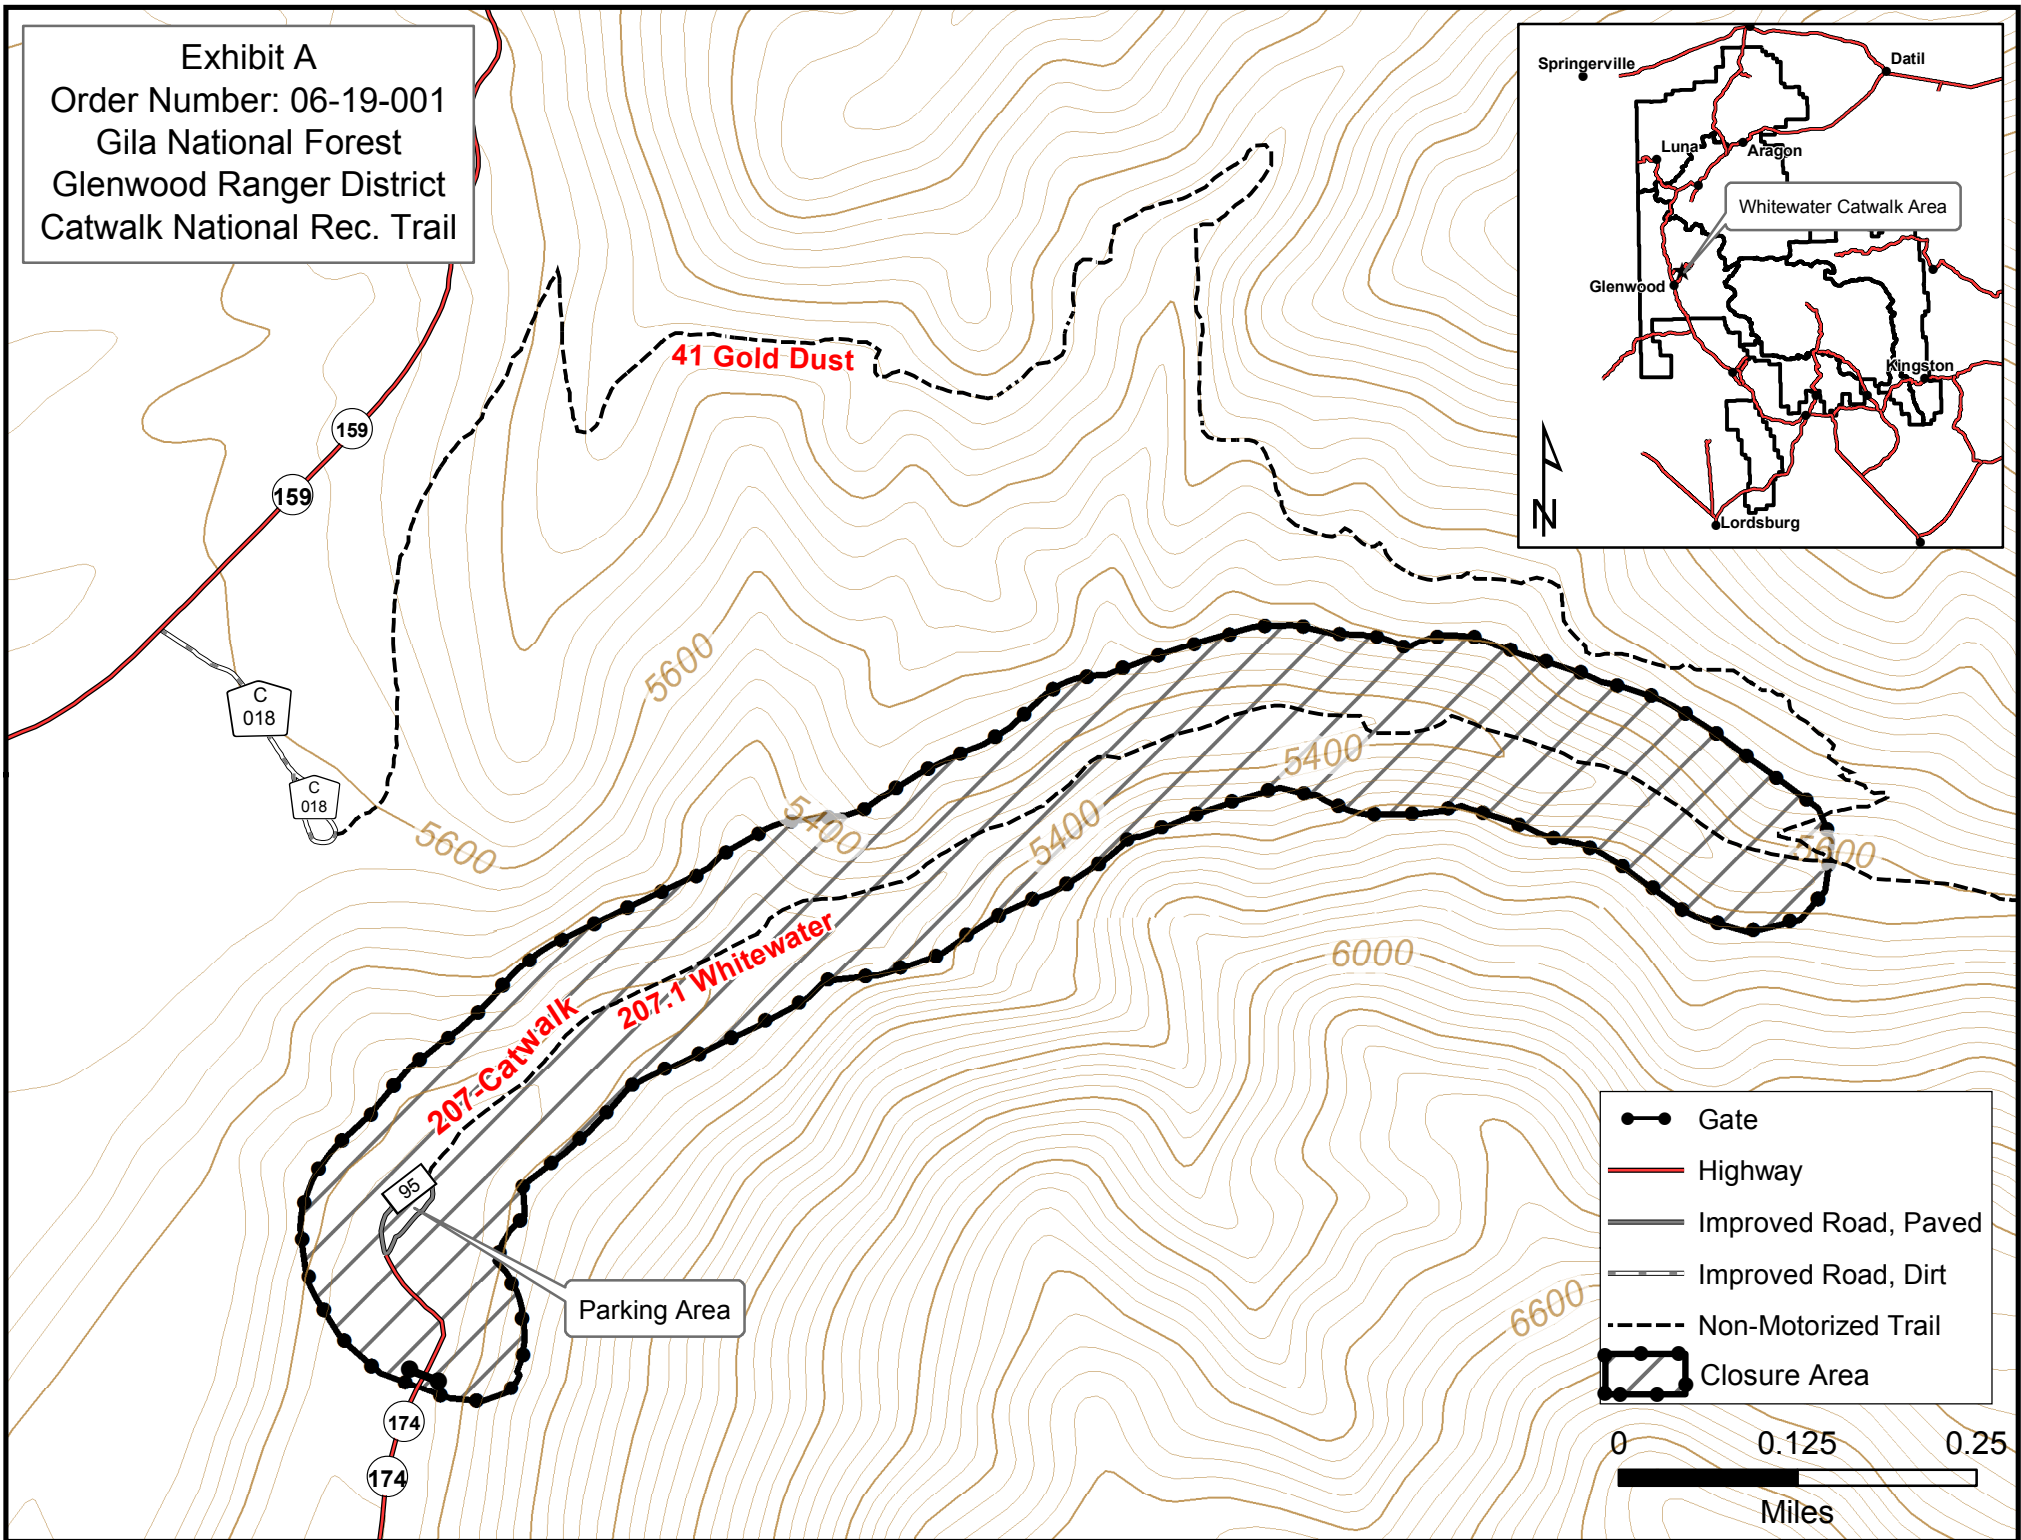 Exhibit A
Order Number: 06-19-001
Gila National Forest
Glenwood Ranger District
Catwalk National Rec. Trail
Springerville
Datil
Luna
Aragon
Whitewater Catwalk Area
Glenwood
Kingston
Lordsburg
N
41 Gold Dust
159
159
C
018
C
018
5600
5600
5400
5400
5400
5600
6000
6600
207-Catwalk
207.1 Whitewater
95
Parking Area
174
174
Gate
Highway
Improved Road, Paved
Improved Road, Dirt
Non-Motorized Trail
Closure Area
0 0.125 0.25
Miles